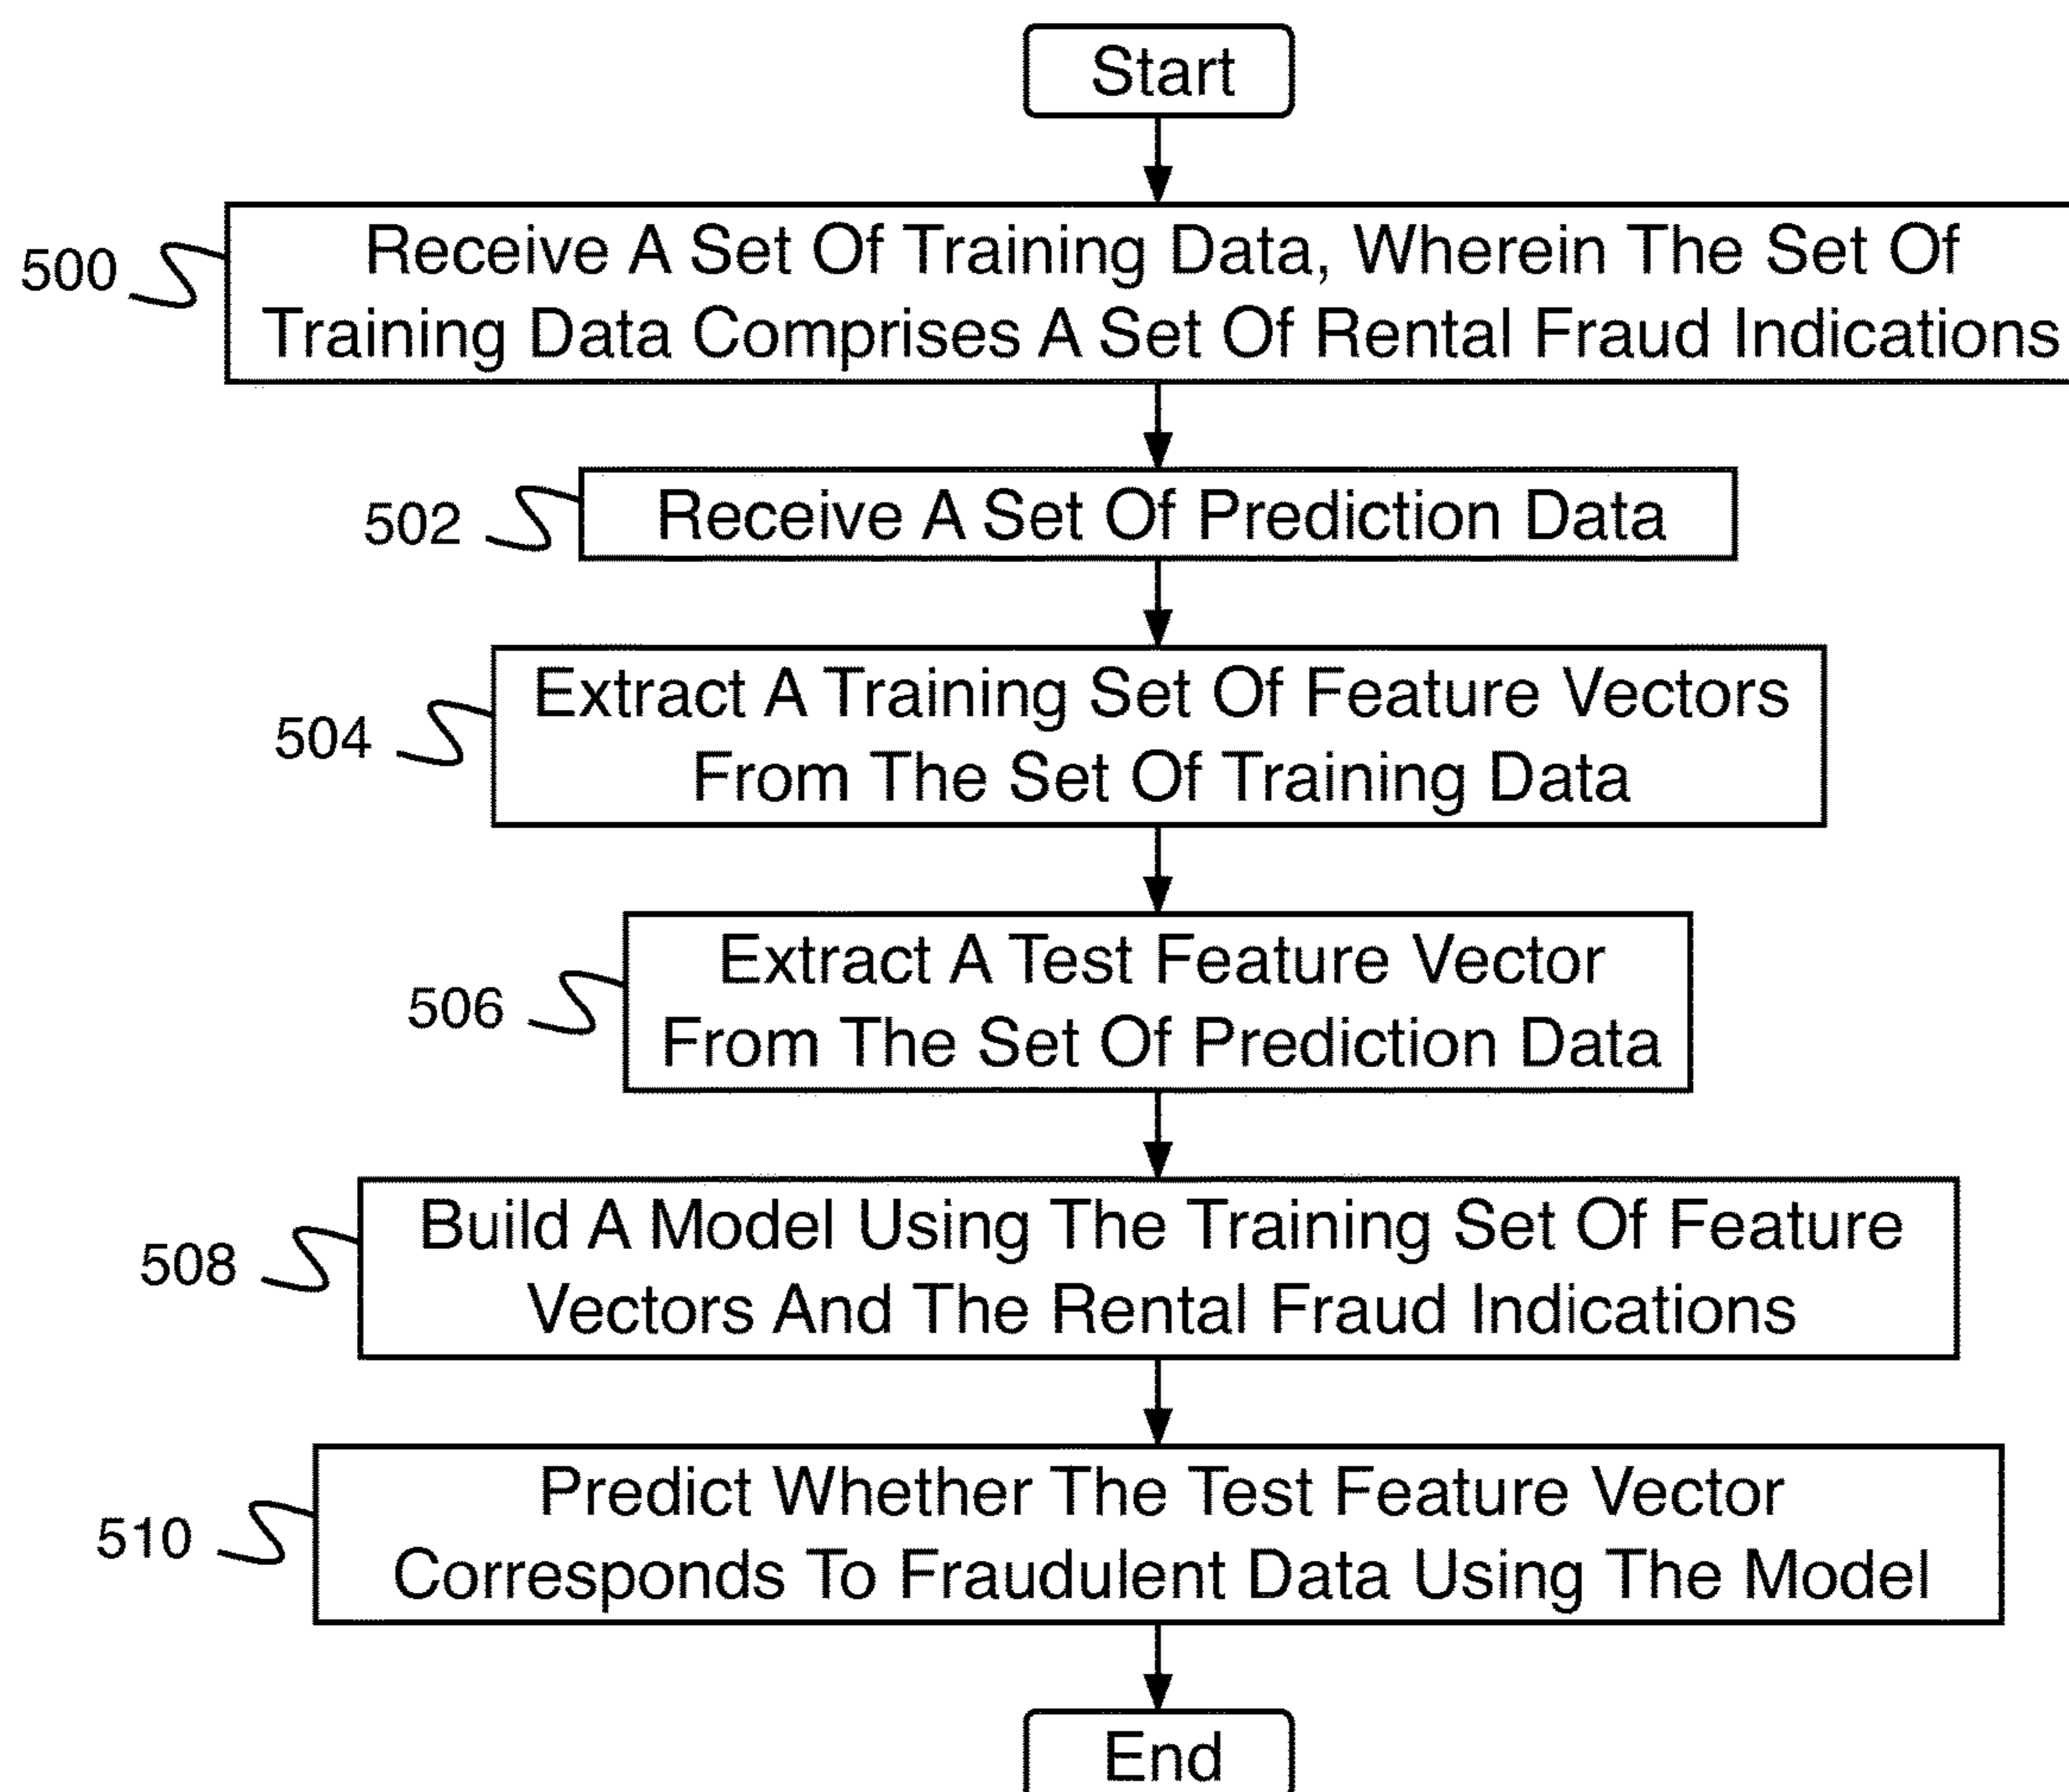 Start
500
Receive A Set Of Training Data, Wherein The Set Of
Training Data Comprises A Set Of Rental Fraud Indications
502
Receive A Set Of Prediction Data
504
Extract A Training Set Of Feature Vectors
From The Set Of Training Data
506
Extract A Test Feature Vector
From The Set Of Prediction Data
508
Build A Model Using The Training Set Of Feature
Vectors And The Rental Fraud Indications
510
Predict Whether The Test Feature Vector
Corresponds To Fraudulent Data Using The Model
End